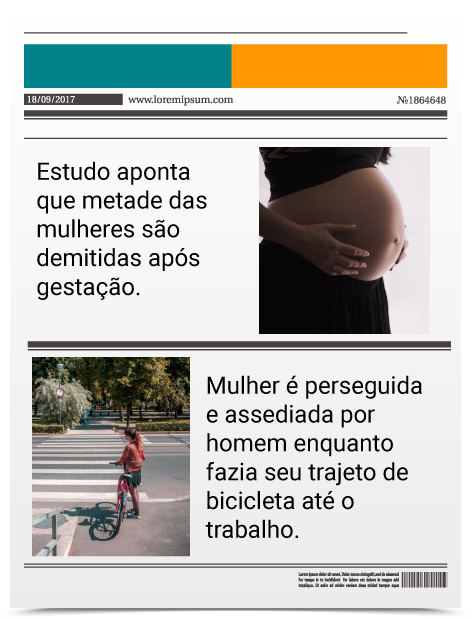 18/09/2017 www.loremipsum.com №1864648
Estudo aponta
que metade das
mulheres são
demitidas após
gestação.
Mulher é perseguida
e assediada por
homem enquanto
fazia seu trajeto de
bicicleta até o
trabalho.
Lorem ipsum dolor sit amet,